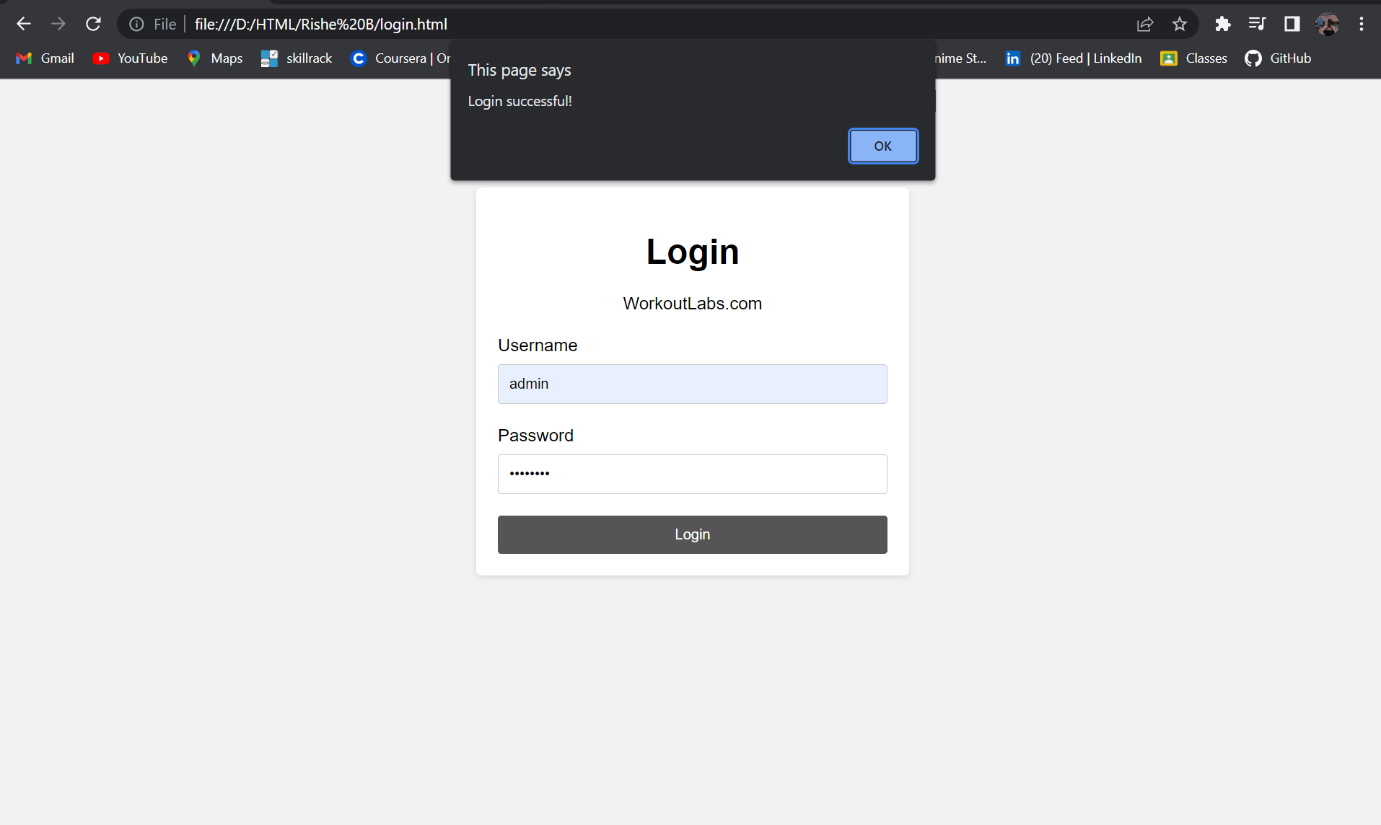 File file:///D:/HTML/Rishe%20B/login.html
Gmail YouTube Maps skillrack Coursera | nime St... (20) Feed | LinkedIn Classes GitHub
This page says
Login successful!
OK
Login
WorkoutLabs.com
Username
admin
Password
••••••••
Login